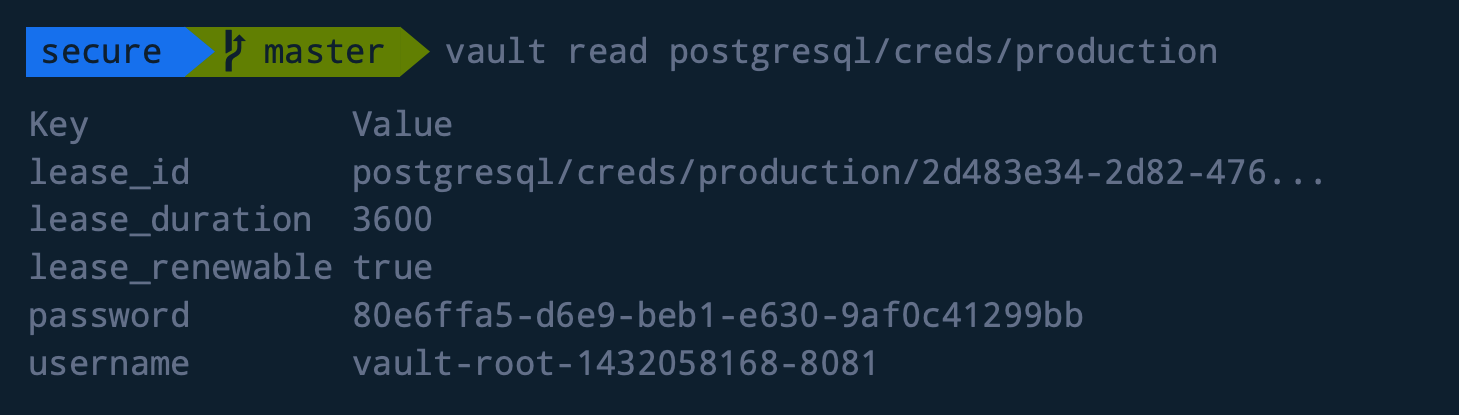 secure master vault read postgresql/creds/production
Key Value
lease_id postgresql/creds/production/2d483e34-2d82-476...
lease_duration 3600
lease_renewable true
password 80e6ffa5-d6e9-beb1-e630-9af0c41299bb
username vault-root-1432058168-8081